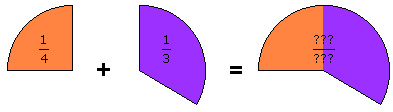 1/4 + 1/3 = ???/???